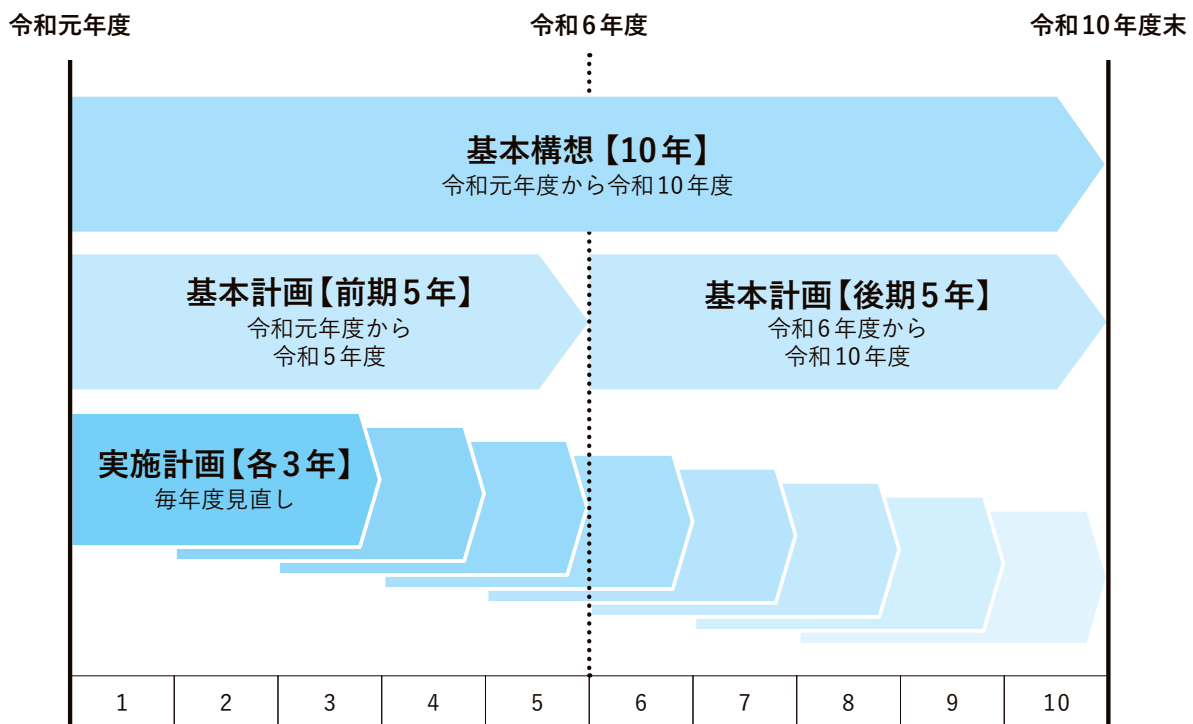 令和元年度
令和6年度
令和10年度末
基本構想【10年】
令和元年度から令和10年度
基本計画【前期5年】
令和元年度から
令和5年度
基本計画【後期5年】
令和6年度から
令和10年度
実施計画【各3年】
毎年度見直し
1 2 3 4 5 6 7 8 9 10